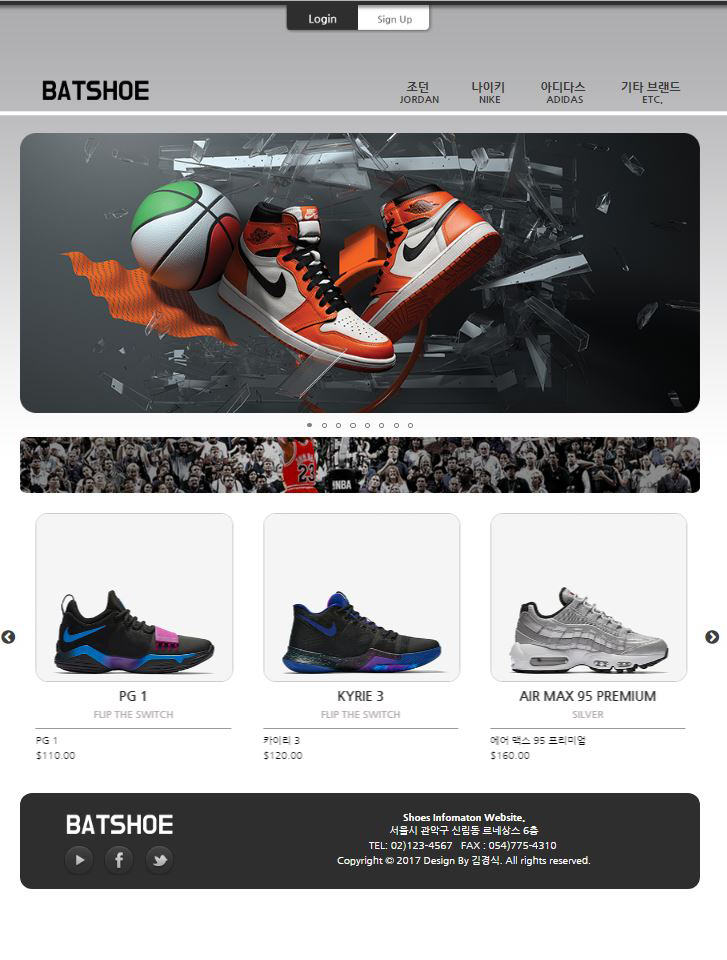 Login
Sign Up
BATSHOE
조던
JORDAN
나이키
NIKE
아디다스
ADIDAS
기타 브랜드
ETC,
23
NBA
PG 1
FLIP THE SWITCH
PG 1
$110.00
KYRIE 3
FLIP THE SWITCH
카이리 3
$120.00
AIR MAX 95 PREMIUM
SILVER
에어 맥스 95 프리미엄
$160.00
BATSHOE
Shoes Infomaton Website,
서울시 관악구 신림동 르네상스 6층
TEL: 02)123-4567 FAX : 054)775-4310
Copyright © 2017 Design By 김경식. All rights reserved.